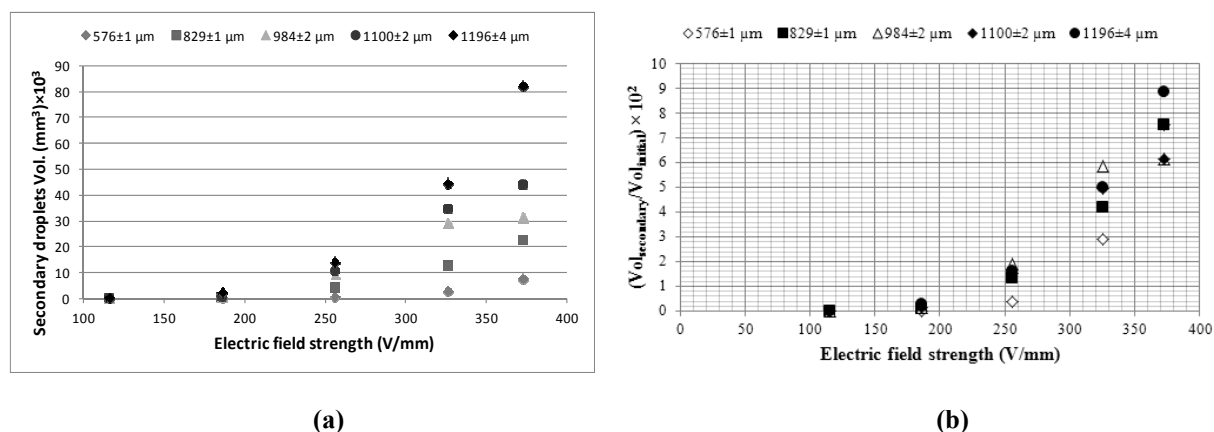 576±1 μm 829±1 μm 984±2 μm 1100±2 μm 1196±4 μm
Secondary droplets Vol. (mm³)×10³
90
80
70
60
50
40
30
20
10
0
100 150 200 250 300 350 400
Electric field strength (V/mm)
(a)
576±1 μm 829±1 μm 984±2 μm 1100±2 μm 1196±4 μm
(Vol_secondary/Vol_initial) × 10²
10
9
8
7
6
5
4
3
2
1
0
0 50 100 150 200 250 300 350 400
Electric field strength (V/mm)
(b)